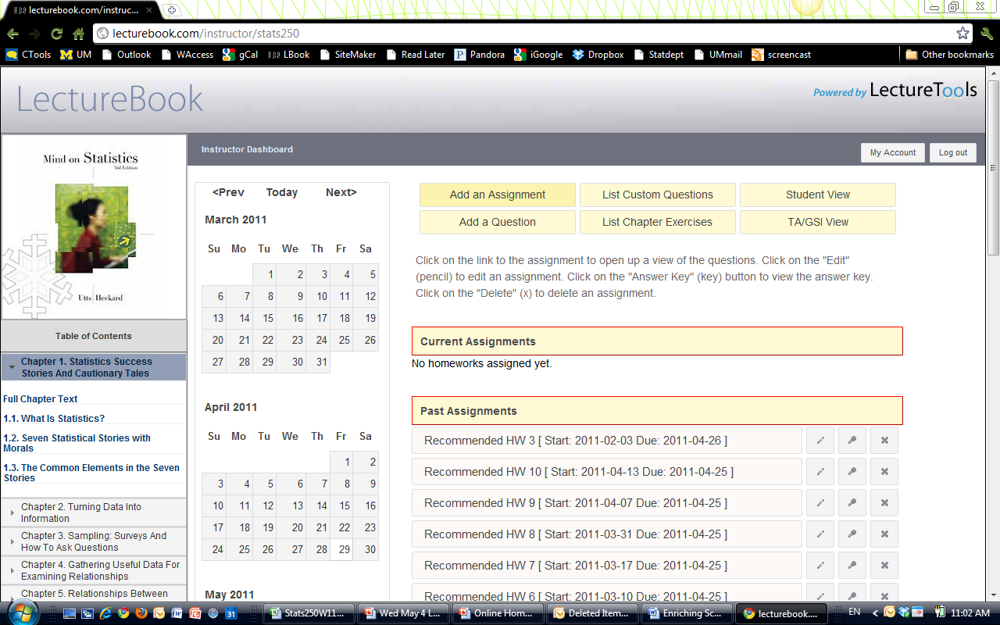 lecturebook.com/instruc...
lecturebook.com/instructor/stats250
CTools UM Outlook WAccess gCal LBook SiteMaker Read Later Pandora iGoogle Dropbox Statdept UMmail screencast Other bookmarks
LectureBook
Powered by LectureTools
Mind on Statistics
3rd Edition
Utts Heckard
Instructor Dashboard
My Account Log out
Table of Contents
Chapter 1. Statistics Success
Stories And Cautionary Tales
Full Chapter Text
1.1. What Is Statistics?
1.2. Seven Statistical Stories with
Morals
1.3. The Common Elements in the Seven
Stories
Chapter 2. Turning Data Into
Information
Chapter 3. Sampling: Surveys And
How To Ask Questions
Chapter 4. Gathering Useful Data For
Examining Relationships
Chapter 5. Relationships Between
<Prev Today Next>
March 2011
Su Mo Tu We Th Fr Sa
1 2 3 4 5
6 7 8 9 10 11 12
13 14 15 16 17 18 19
20 21 22 23 24 25 26
27 28 29 30 31
April 2011
Su Mo Tu We Th Fr Sa
1 2
3 4 5 6 7 8 9
10 11 12 13 14 15 16
17 18 19 20 21 22 23
24 25 26 27 28 29 30
May 2011
Add an Assignment List Custom Questions Student View
Add a Question List Chapter Exercises TA/GSI View
Click on the link to the assignment to open up a view of the questions. Click on the "Edit"
(pencil) to edit an assignment. Click on the "Answer Key" (key) button to view the answer key.
Click on the "Delete" (x) to delete an assignment.
Current Assignments
No homeworks assigned yet.
Past Assignments
Recommended HW 3 [ Start: 2011-02-03 Due: 2011-04-26 ]
Recommended HW 10 [ Start: 2011-04-13 Due: 2011-04-25 ]
Recommended HW 9 [ Start: 2011-04-07 Due: 2011-04-25 ]
Recommended HW 8 [ Start: 2011-03-31 Due: 2011-04-25 ]
Recommended HW 7 [ Start: 2011-03-17 Due: 2011-04-25 ]
Recommended HW 6 [ Start: 2011-03-10 Due: 2011-04-25 ]
Stats250W11... Wed May 4 L... Online Hom... Deleted Item... Enriching Sc... lecturebook.... EN 11:02 AM